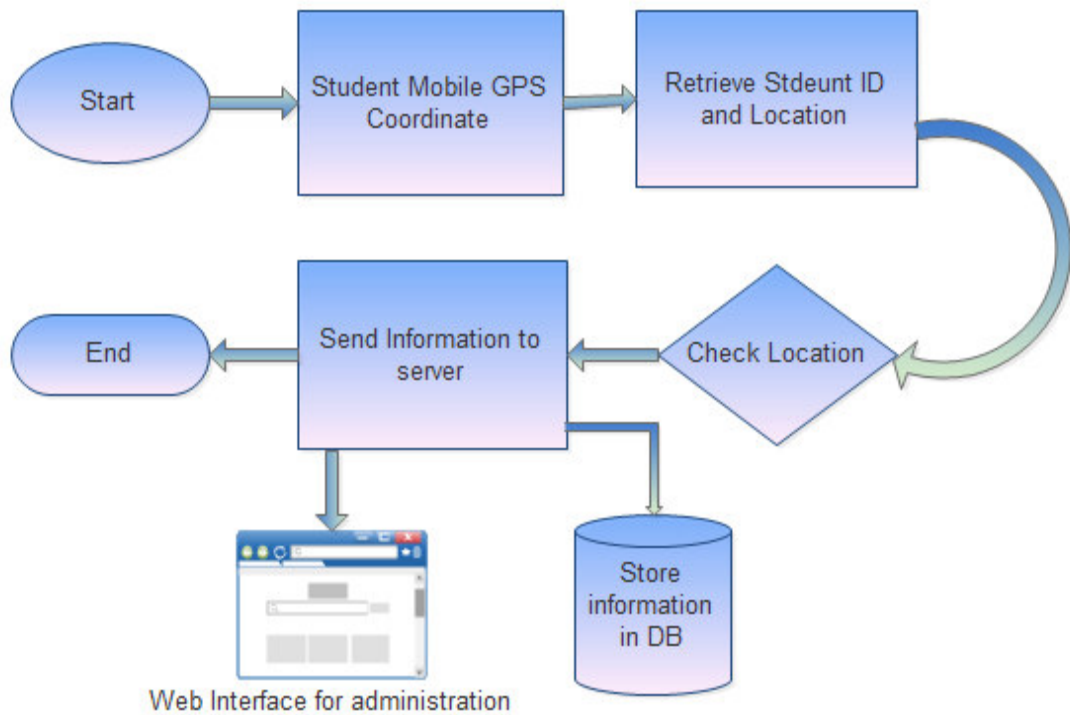 Start
Student Mobile GPS
Coordinate
Retrieve Stdeunt ID
and Location
Check Location
Send Information to
server
End
Store
information
in DB
Web Interface for administration